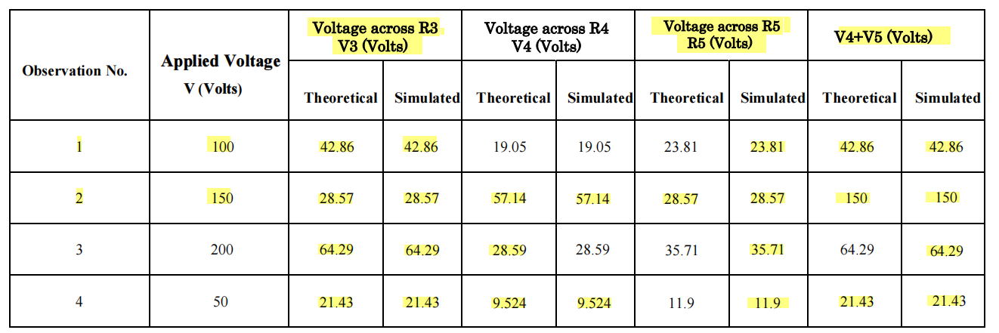 Observation No.
Applied Voltage
V (Volts)
Voltage across R3
V3 (Volts)
Voltage across R4
V4 (Volts)
Voltage across R5
R5 (Volts)
V4+V5 (Volts)
Theoretical Simulated Theoretical Simulated Theoretical Simulated Theoretical Simulated
1 100 42.86 42.86 19.05 19.05 23.81 23.81 42.86 42.86
2 150 28.57 28.57 57.14 57.14 28.57 28.57 150 150
3 200 64.29 64.29 28.59 28.59 35.71 35.71 64.29 64.29
4 50 21.43 21.43 9.524 9.524 11.9 11.9 21.43 21.43